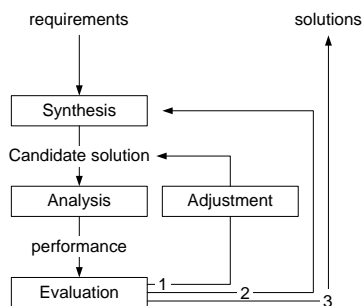 requirements
solutions
Synthesis
Candidate solution
Analysis
Adjustment
performance
1
2
3
Evaluation